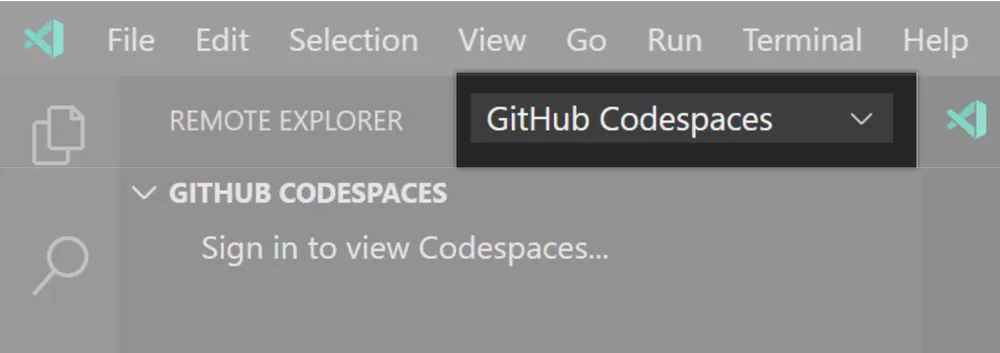 File Edit Selection View Go Run Terminal Help
REMOTE EXPLORER GitHub Codespaces
GITHUB CODESPACES
Sign in to view Codespaces...